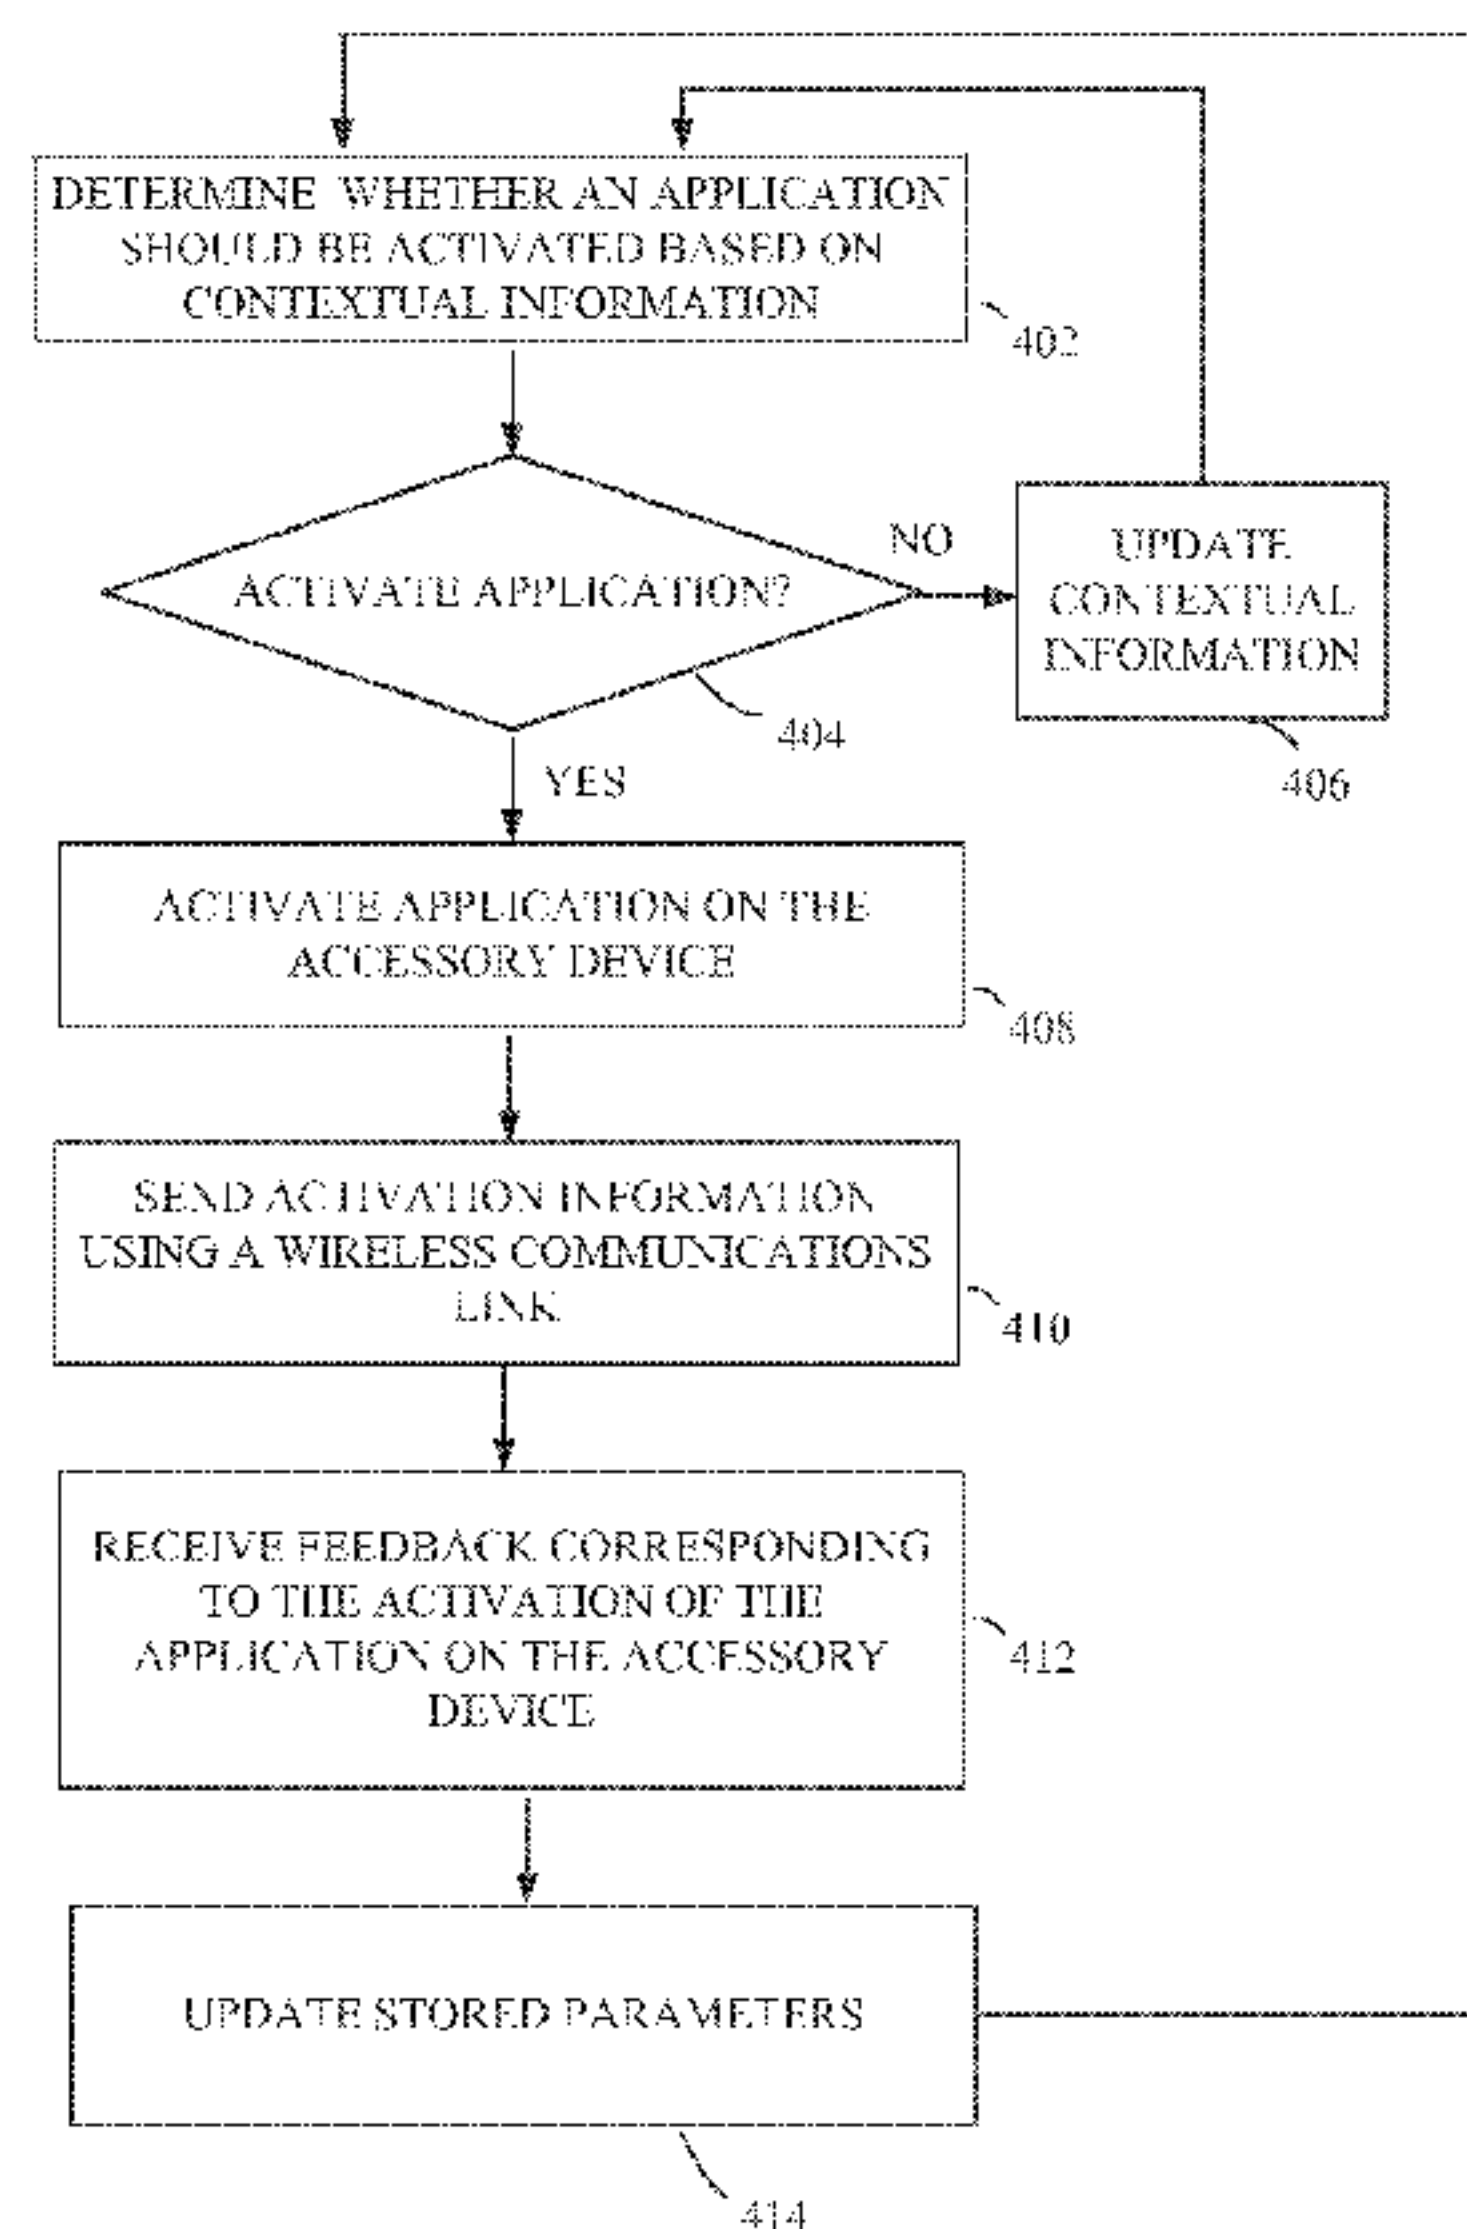 DETERMINE WHETHER AN APPLICATION
SHOULD BE ACTIVATED BASED ON
CONTEXTUAL INFORMATION
402
ACTIVATE APPLICATION?
NO
UPDATE
CONTEXTUAL
INFORMATION
404
406
YES
ACTIVATE APPLICATION ON THE
ACCESSORY DEVICE
408
SEND ACTIVATION INFORMATION
USING A WIRELESS COMMUNICATIONS
LINK
410
RECEIVE FEEDBACK CORRESPONDING
TO THE ACTIVATION OF THE
APPLICATION ON THE ACCESSORY
DEVICE
412
UPDATE STORED PARAMETERS
414